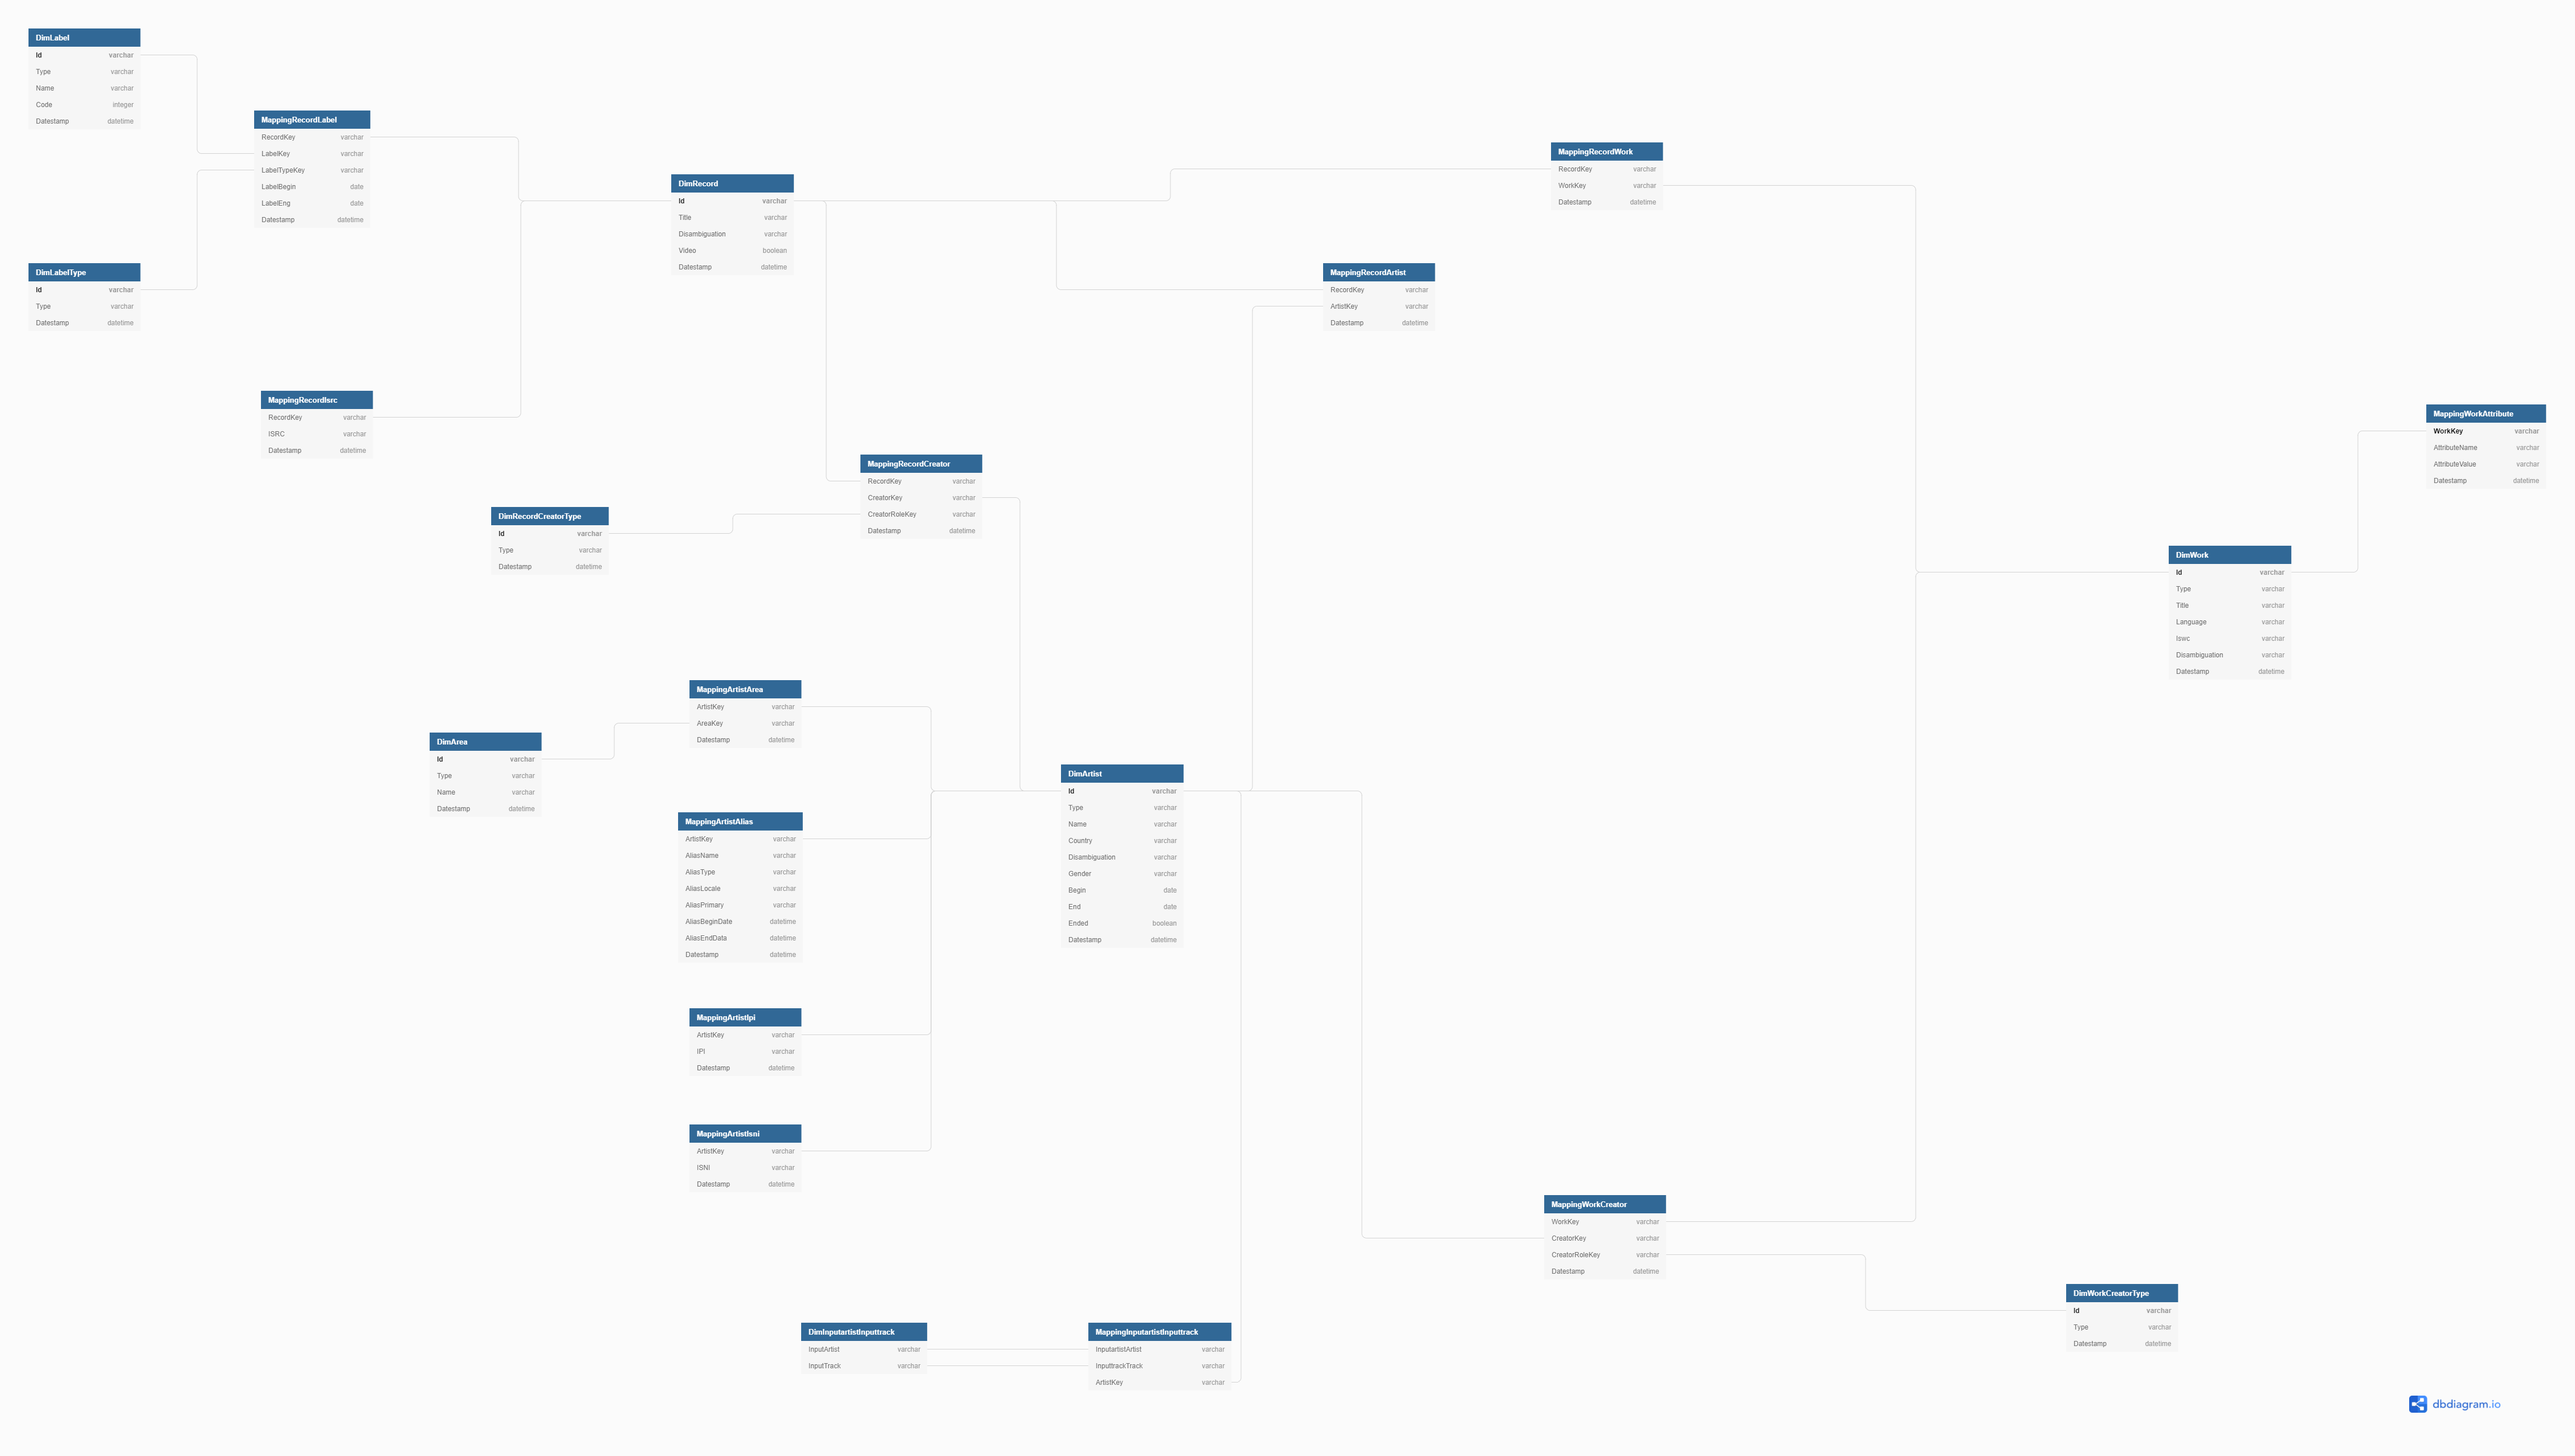 DimLabel
Id varchar
Type varchar
Name varchar
Code integer
Datestamp datetime
MappingRecordLabel
RecordKey varchar
LabelKey varchar
LabelTypeKey varchar
LabelBegin date
LabelEng date
Datestamp datetime
DimLabelType
Id varchar
Type varchar
Datestamp datetime
DimRecord
Id varchar
Title varchar
Disambiguation varchar
Video boolean
Datestamp datetime
MappingRecordWork
RecordKey varchar
WorkKey varchar
Datestamp datetime
MappingRecordArtist
RecordKey varchar
ArtistKey varchar
Datestamp datetime
MappingRecordIsrc
RecordKey varchar
ISRC varchar
Datestamp datetime
MappingWorkAttribute
WorkKey varchar
AttributeName varchar
AttributeValue varchar
Datestamp datetime
MappingRecordCreator
RecordKey varchar
CreatorKey varchar
CreatorRoleKey varchar
Datestamp datetime
DimRecordCreatorType
Id varchar
Type varchar
Datestamp datetime
DimWork
Id varchar
Type varchar
Title varchar
Language varchar
Iswc varchar
Disambiguation varchar
Datestamp datetime
MappingArtistArea
ArtistKey varchar
AreaKey varchar
Datestamp datetime
DimArea
Id varchar
Type varchar
Name varchar
Datestamp datetime
DimArtist
Id varchar
Type varchar
Name varchar
Country varchar
Disambiguation varchar
Gender varchar
Begin date
End date
Ended boolean
Datestamp datetime
MappingArtistAlias
ArtistKey varchar
AliasName varchar
AliasType varchar
AliasLocale varchar
AliasPrimary varchar
AliasBeginDate datetime
AliasEndData datetime
Datestamp datetime
MappingArtistIpi
ArtistKey varchar
IPI varchar
Datestamp datetime
MappingArtistIsni
ArtistKey varchar
ISNI varchar
Datestamp datetime
MappingWorkCreator
WorkKey varchar
CreatorKey varchar
CreatorRoleKey varchar
Datestamp datetime
DimWorkCreatorType
Id varchar
Type varchar
Datestamp datetime
DimInputartistInputtrack
InputArtist varchar
InputTrack varchar
MappingInputartistInputtrack
InputartistArtist varchar
InputtrackTrack varchar
ArtistKey varchar
dbdiagram.io